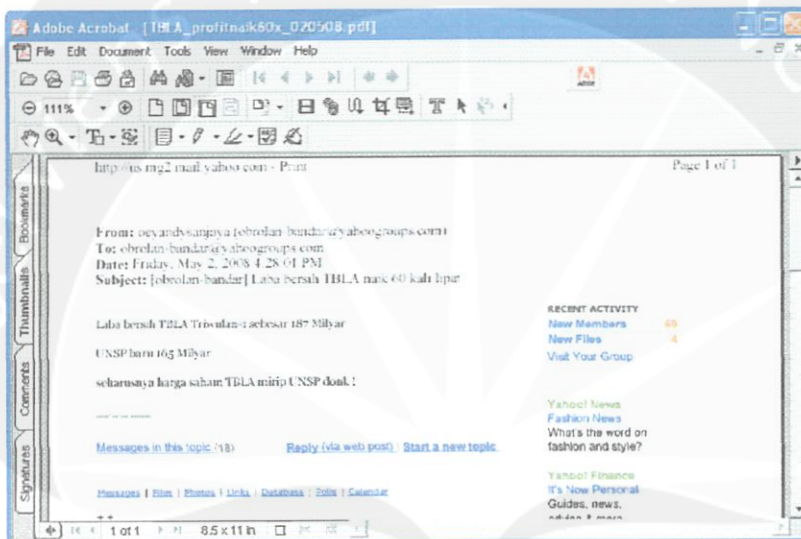 Adobe Acrobat - [TBLA_profitnaik60x_020508.pdf]
File Edit Document Tools View Window Help
111%
Bookmarks
Thumbnails
Comments
Signatures
http://us.mg2.mail.yahoo.com - Print
Page 1 of 1
From: oeyandysanjaya (obrolan-bandar@yahoogroups.com)
To: obrolan-bandar@yahoogroups.com
Date: Friday, May 2, 2008 4:28:01 PM
Subject: [obrolan-bandar] Laba bersih TBLA naik 60 kali lipat
Laba bersih TBLA Triwulan-1 sebesar 187 Milyar
UNSP baru 165 Milyar
seharusnya harga saham TBLA mirip UNSP donk !
Messages in this topic (18) Reply (via web post) | Start a new topic
Messages | Files | Photos | Links | Database | Polls | Calendar
RECENT ACTIVITY
New Members 69
New Files 4
Visit Your Group
Yahoo! News
Fashion News
What's the word on
fashion and style?
Yahoo! Finance
It's Now Personal
Guides, news,
advice & more.
1 of 1 8.5 x 11 in